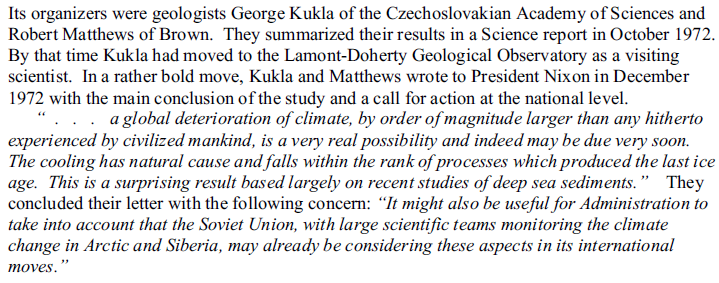 Its organizers were geologists George Kukla of the Czechoslovakian Academy of Sciences and
Robert Matthews of Brown.  They summarized their results in a Science report in October 1972.
By that time Kukla had moved to the Lamont-Doherty Geological Observatory as a visiting
scientist.  In a rather bold move, Kukla and Matthews wrote to President Nixon in December
1972 with the main conclusion of the study and a call for action at the national level.
“ . . . a global deterioration of climate, by order of magnitude larger than any hitherto
experienced by civilized mankind, is a very real possibility and indeed may be due very soon.
The cooling has natural cause and falls within the rank of processes which produced the last ice
age.  This is a surprising result based largely on recent studies of deep sea sediments.”  They
concluded their letter with the following concern: “It might also be useful for Administration to
take into account that the Soviet Union, with large scientific teams monitoring the climate
change in Arctic and Siberia, may already be considering these aspects in its international
moves.”